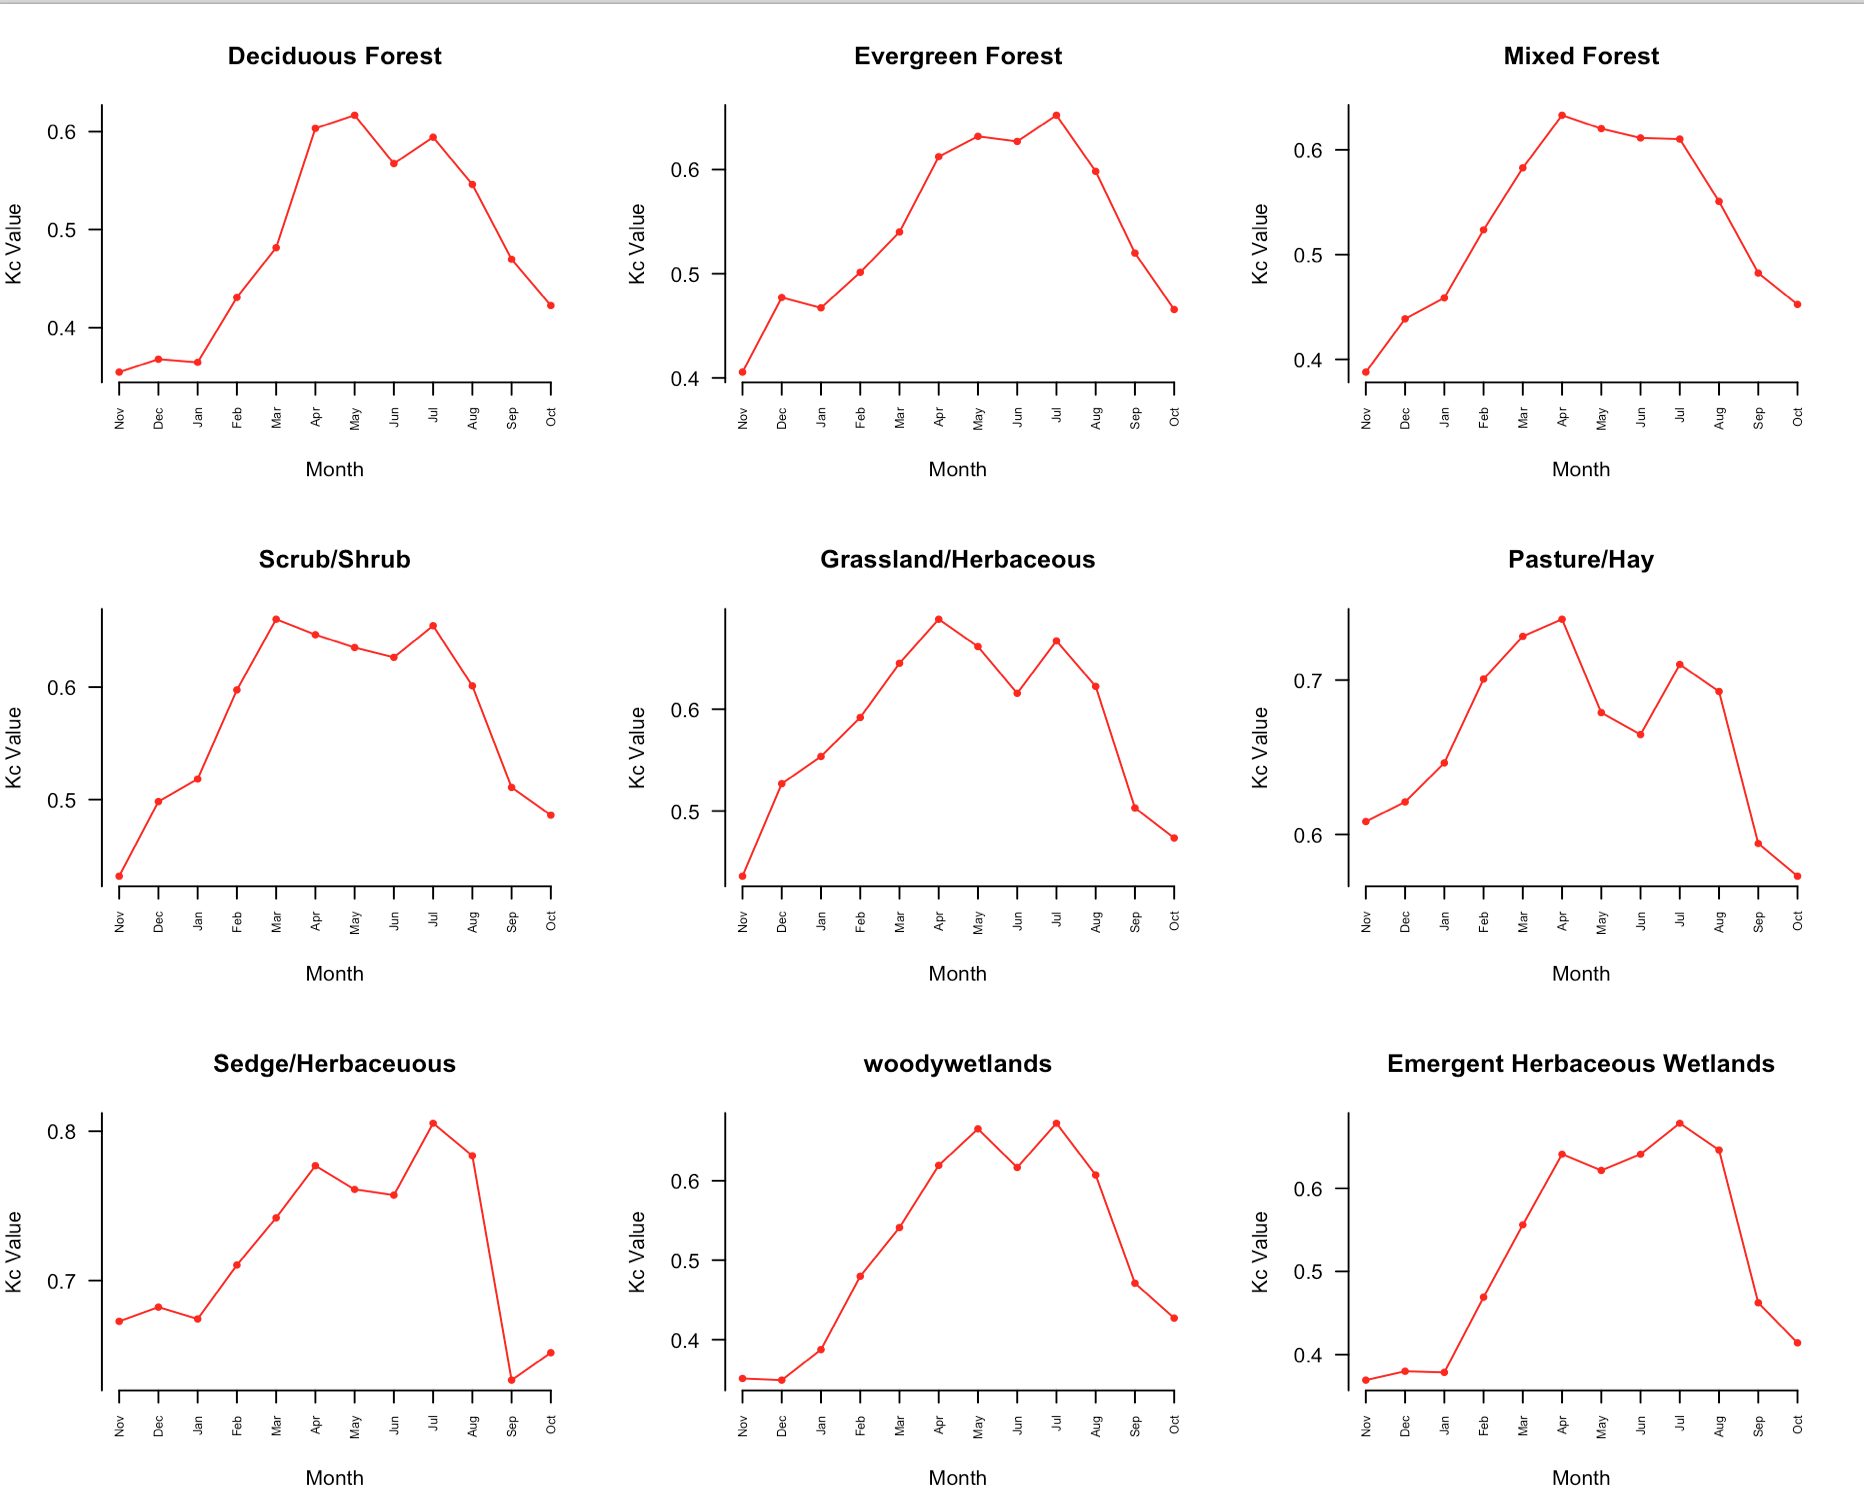 Deciduous Forest
Kc Value
0.6
0.5
0.4
Nov Dec Jan Feb Mar Apr May Jun Jul Aug Sep Oct
Month
Evergreen Forest
Kc Value
0.6
0.5
0.4
Nov Dec Jan Feb Mar Apr May Jun Jul Aug Sep Oct
Month
Mixed Forest
Kc Value
0.6
0.5
0.4
Nov Dec Jan Feb Mar Apr May Jun Jul Aug Sep Oct
Month
Scrub/Shrub
Kc Value
0.6
0.5
Nov Dec Jan Feb Mar Apr May Jun Jul Aug Sep Oct
Month
Grassland/Herbaceous
Kc Value
0.6
0.5
Nov Dec Jan Feb Mar Apr May Jun Jul Aug Sep Oct
Month
Pasture/Hay
Kc Value
0.7
0.6
Nov Dec Jan Feb Mar Apr May Jun Jul Aug Sep Oct
Month
Sedge/Herbaceuous
Kc Value
0.8
0.7
Nov Dec Jan Feb Mar Apr May Jun Jul Aug Sep Oct
Month
woodywetlands
Kc Value
0.6
0.5
0.4
Nov Dec Jan Feb Mar Apr May Jun Jul Aug Sep Oct
Month
Emergent Herbaceous Wetlands
Kc Value
0.6
0.5
0.4
Nov Dec Jan Feb Mar Apr May Jun Jul Aug Sep Oct
Month